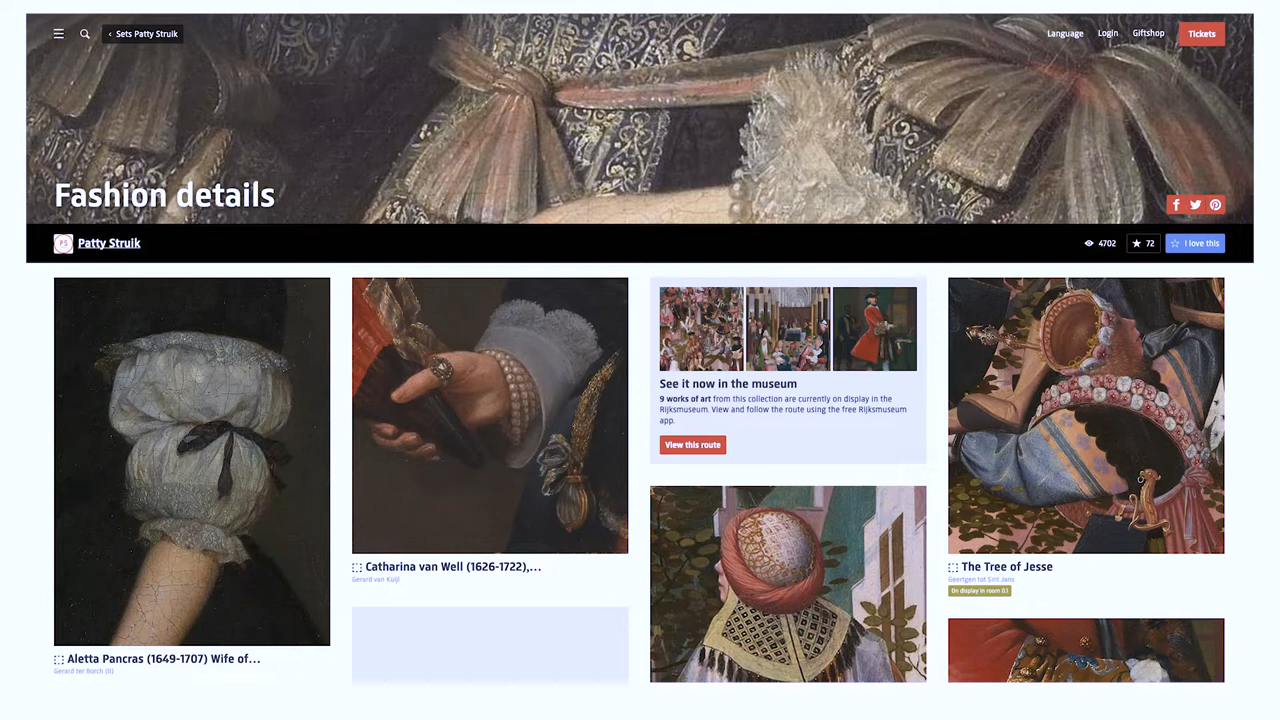 ‹ Sets Patty Struik
Language
Login
Giftshop
Tickets
Fashion details
PS
Patty Struik
4702
72
I love this
See it now in the museum
9 works of art from this collection are currently on display in the
Rijksmuseum. View and follow the route using the free Rijksmuseum
app.
View this route
Catharina van Well (1626-1722),...
Gerard van Kuijl
The Tree of Jesse
Geertgen tot Sint Jans
On display in room 0.1
Aletta Pancras (1649-1707) Wife of...
Gerard ter Borch (II)